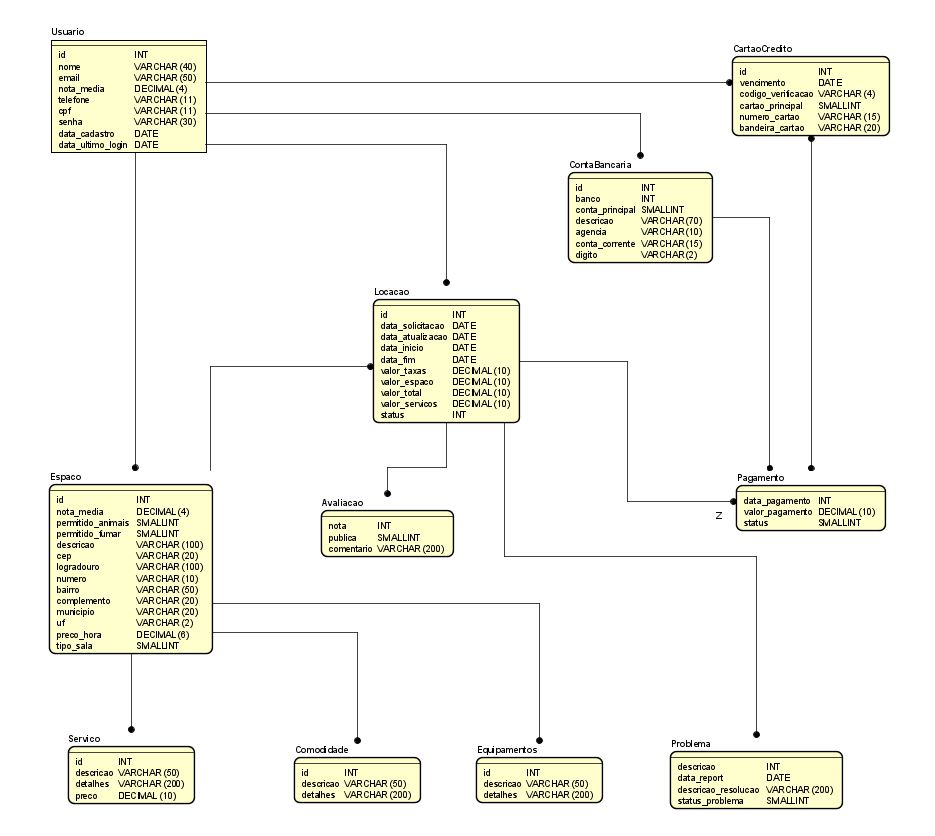 Usuario
id INT
nome VARCHAR(40)
email VARCHAR(50)
nota_media DECIMAL(4)
telefone VARCHAR(11)
cpf VARCHAR(11)
senha VARCHAR(30)
data_cadastro DATE
data_ultimo_login DATE
CartaoCredito
id INT
vencimento DATE
codigo_verificacao VARCHAR(4)
cartao_principal SMALLINT
numero_cartao VARCHAR(15)
bandeira_cartao VARCHAR(20)
ContaBancaria
id INT
banco INT
conta_principal SMALLINT
descricao VARCHAR(70)
agencia VARCHAR(10)
conta_corrente VARCHAR(15)
digito VARCHAR(2)
Locacao
id INT
data_solicitacao DATE
data_atualizacao DATE
data_inicio DATE
data_fim DATE
valor_taxas DECIMAL(10)
valor_espaco DECIMAL(10)
valor_total DECIMAL(10)
valor_servicos DECIMAL(10)
status INT
Espaco
id INT
nota_media DECIMAL(4)
permitido_animais SMALLINT
permitido_fumar SMALLINT
descricao VARCHAR(100)
cep VARCHAR(20)
logradouro VARCHAR(100)
numero VARCHAR(10)
bairro VARCHAR(50)
complemento VARCHAR(20)
municipio VARCHAR(20)
uf VARCHAR(2)
preco_hora DECIMAL(6)
tipo_sala SMALLINT
Avaliacao
nota INT
publica SMALLINT
comentario VARCHAR(200)
Pagamento
data_pagamento INT
valor_pagamento DECIMAL(10)
status SMALLINT
Z
Servico
id INT
descricao VARCHAR(50)
detalhes VARCHAR(200)
preco DECIMAL(10)
Comodidade
id INT
descricao VARCHAR(50)
detalhes VARCHAR(200)
Equipamentos
id INT
descricao VARCHAR(50)
detalhes VARCHAR(200)
Problema
descricao INT
data_report DATE
descricao_resolucao VARCHAR(200)
status_problema SMALLINT